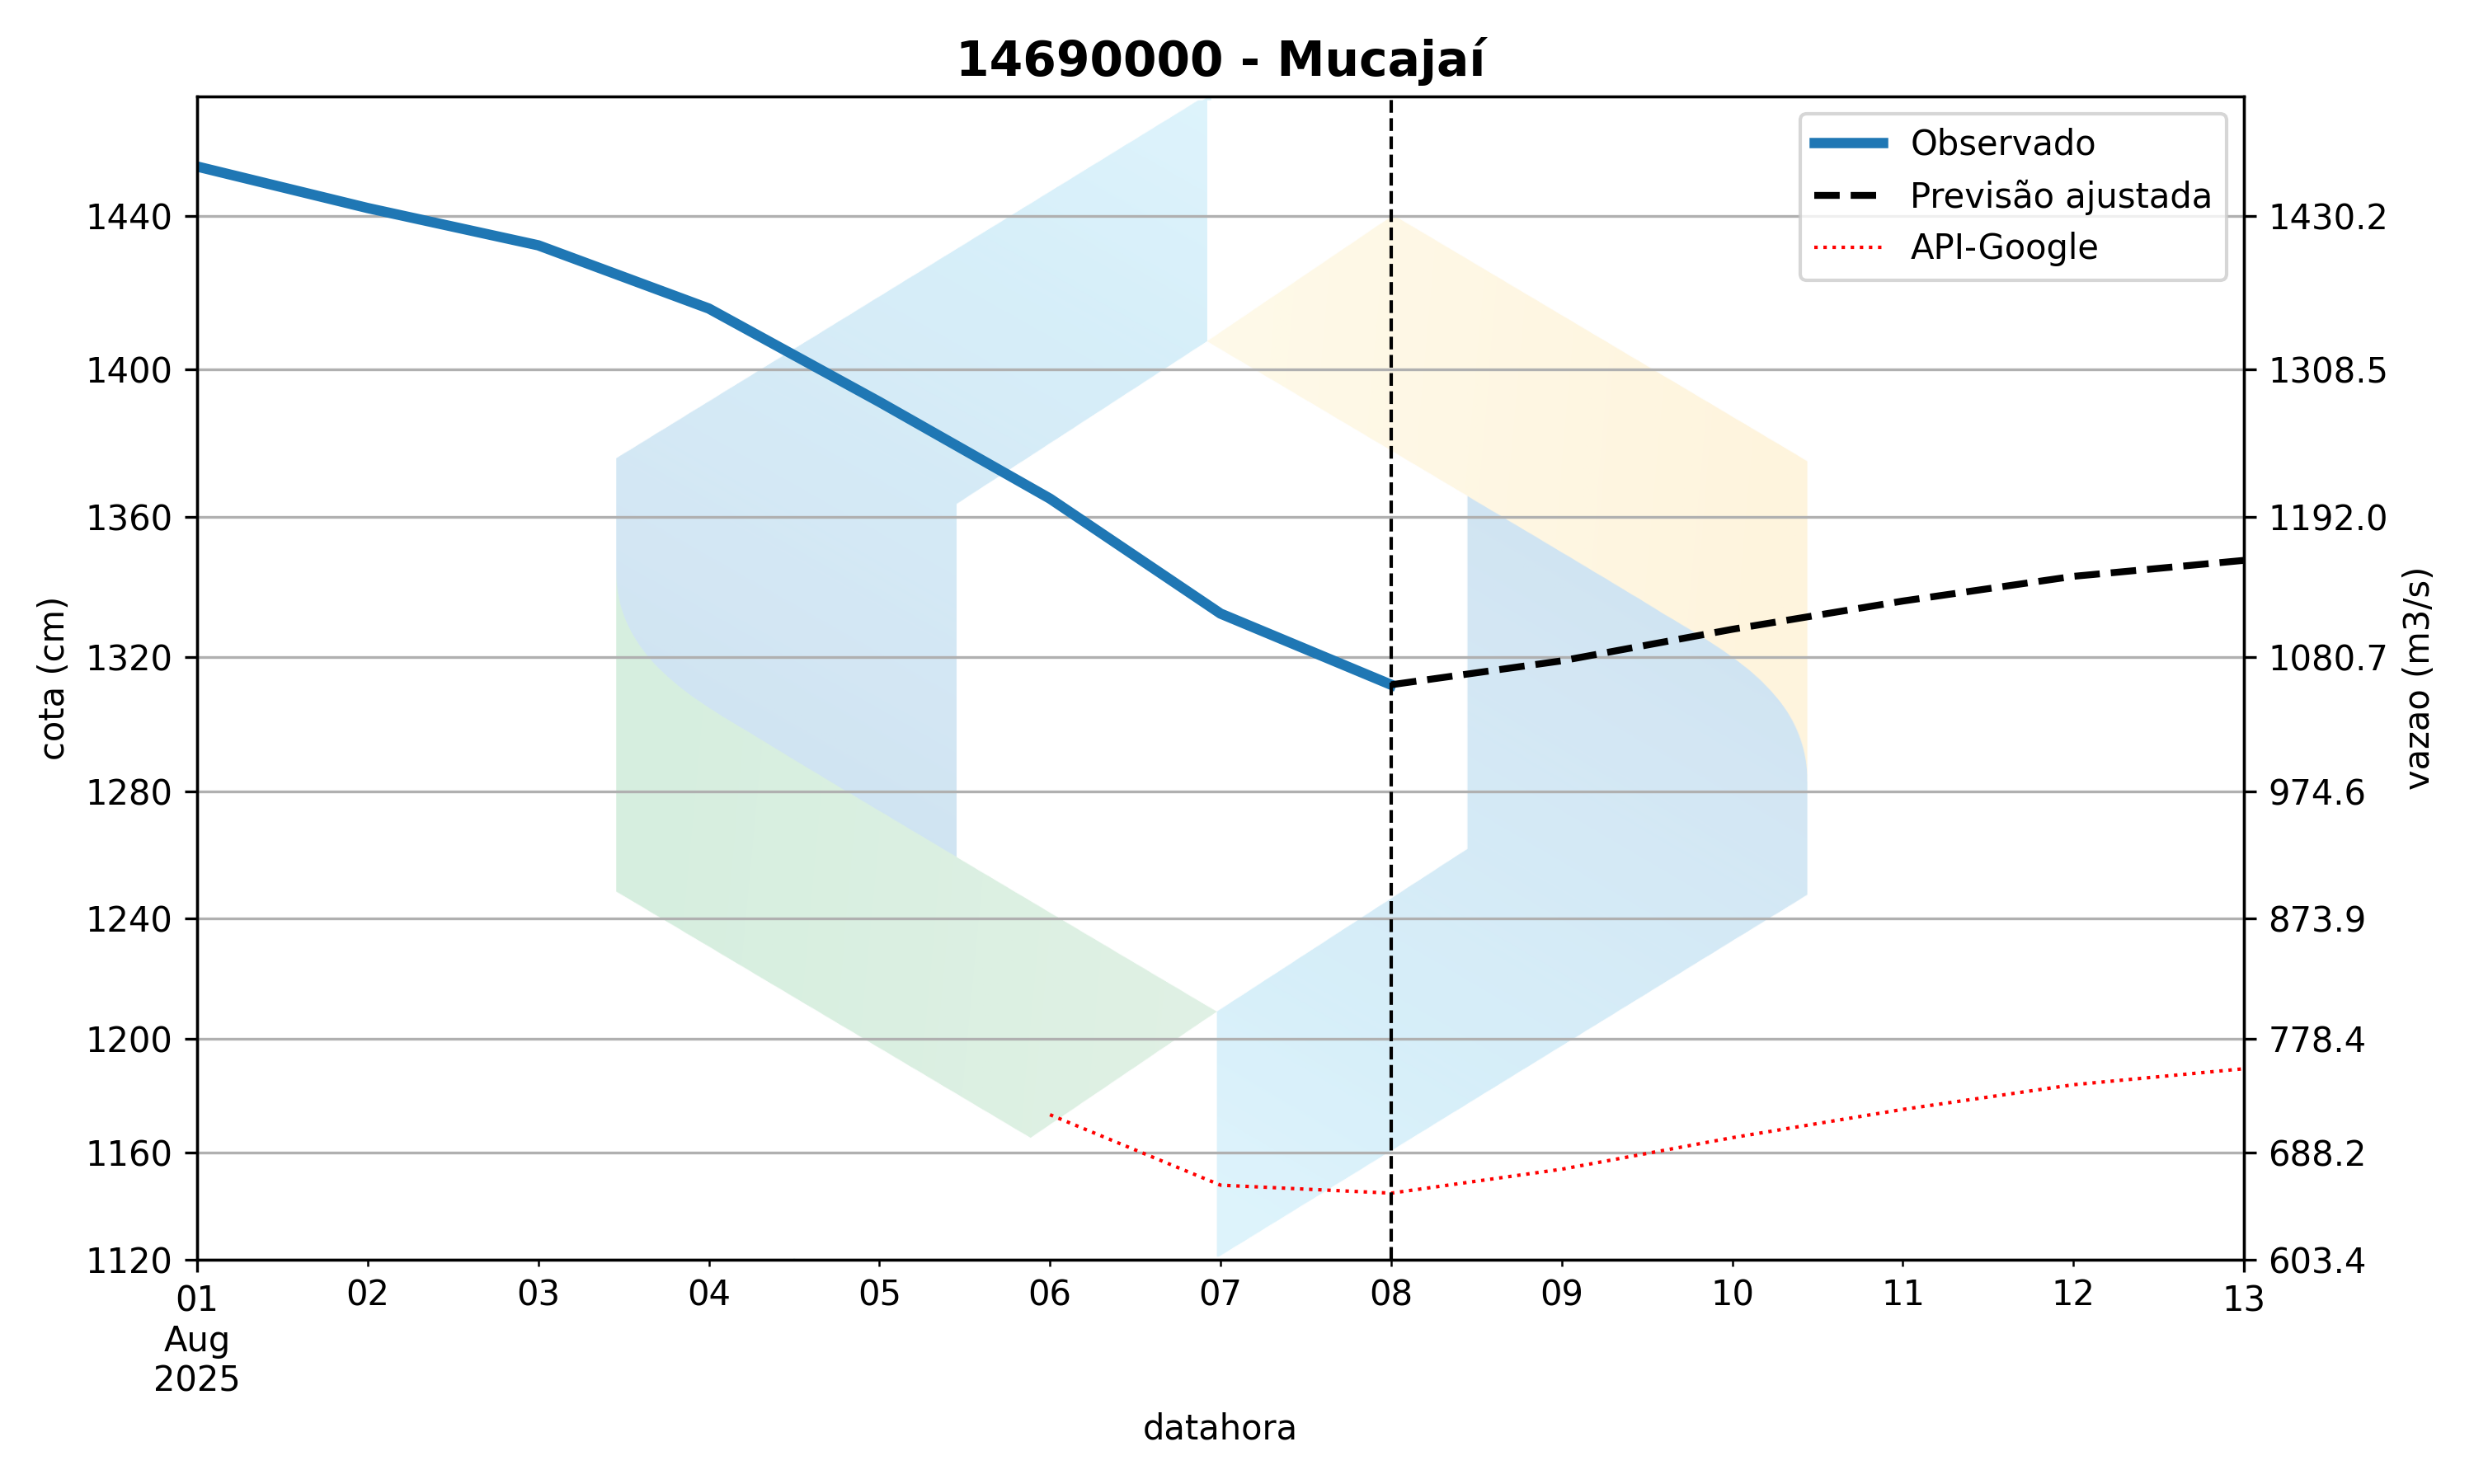 14690000 - Mucajaí
Observado
Previsão ajustada
API-Google
1440
1400
1360
1320
1280
1240
1200
1160
1120
cota (cm)
1430.2
1308.5
1192.0
1080.7
974.6
873.9
778.4
688.2
603.4
vazao (m3/s)
01 02 03 04 05 06 07 08 09 10 11 12 13
Aug
2025
datahora